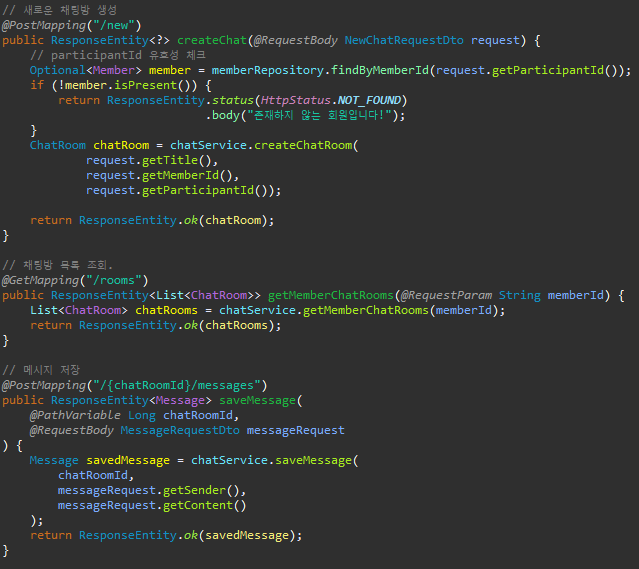 // 새로운 채팅방 생성
@PostMapping("/new")
public ResponseEntity<?> createChat(@RequestBody NewChatRequestDto request) {
// participantId 유효성 체크
Optional<Member> member = memberRepository.findByMemberId(request.getParticipantId());
if (!member.isPresent()) {
return ResponseEntity.status(HttpStatus.NOT_FOUND)
.body("존재하지 않는 회원입니다!");
}
ChatRoom chatRoom = chatService.createChatRoom(
request.getTitle(),
request.getMemberId(),
request.getParticipantId());
return ResponseEntity.ok(chatRoom);
}
// 채팅방 목록 조회.
@GetMapping("/rooms")
public ResponseEntity<List<ChatRoom>> getMemberChatRooms(@RequestParam String memberId) {
List<ChatRoom> chatRooms = chatService.getMemberChatRooms(memberId);
return ResponseEntity.ok(chatRooms);
}
// 메시지 저장
@PostMapping("/{chatRoomId}/messages")
public ResponseEntity<Message> saveMessage(
@PathVariable Long chatRoomId,
@RequestBody MessageRequestDto messageRequest
) {
Message savedMessage = chatService.saveMessage(
chatRoomId,
messageRequest.getSender(),
messageRequest.getContent()
);
return ResponseEntity.ok(savedMessage);
}